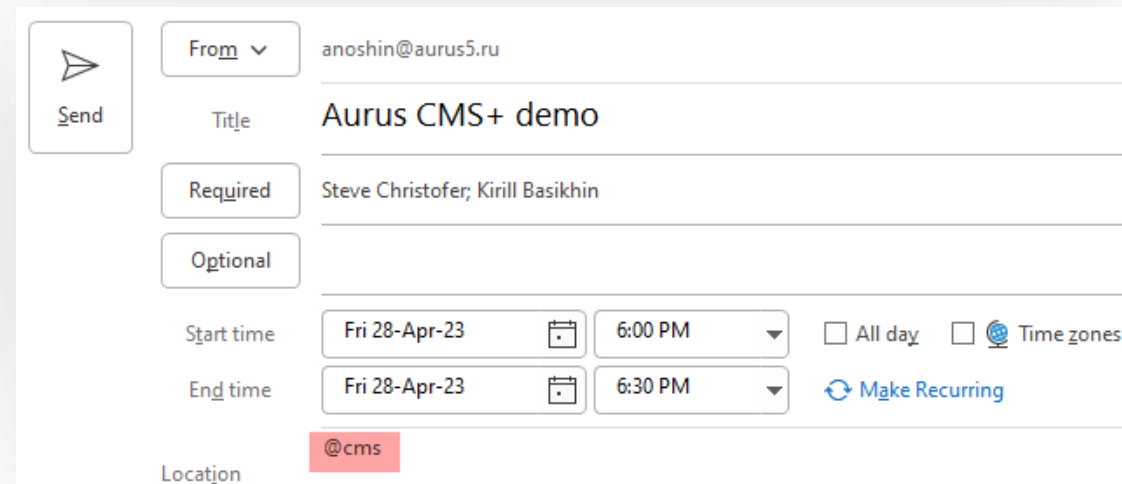 From anoshin@aurus5.ru
Send
Title Aurus CMS+ demo
Required Steve Christofer; Kirill Basikhin
Optional
Start time Fri 28-Apr-23 6:00 PM All day Time zones
End time Fri 28-Apr-23 6:30 PM Make Recurring
@cms
Location